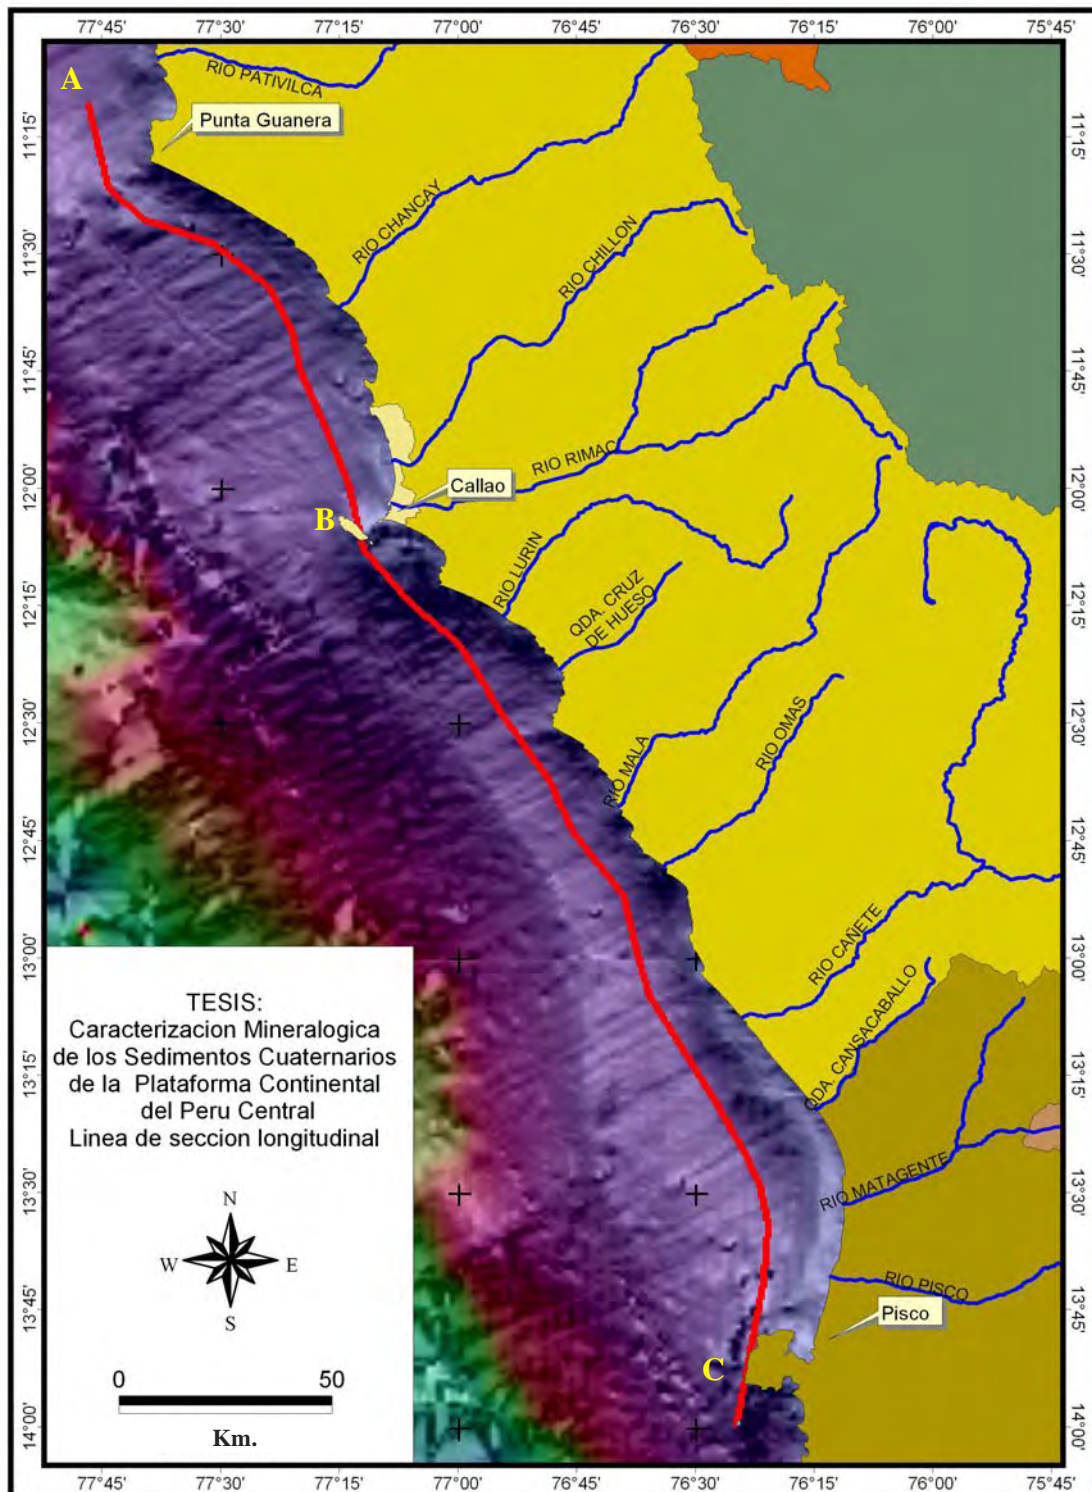 77°45' 77°30' 77°15' 77°00' 76°45' 76°30' 76°15' 76°00' 75°45'
A
RIO PATIVILCA
Punta Guanera
11°15' 11°15'
RIO CHANCAY
RIO CHILLON
11°30' 11°30'
11°45' 11°45'
RIO RIMAC
Callao
12°00' 12°00'
B
RIO LURIN
QDA. CRUZ
DE HUESO
12°15' 12°15'
12°30' 12°30'
RIO MALA
RIO OMAS
12°45' 12°45'
RIO CAÑETE
13°00' 13°00'
QDA. CANSACABALLO
TESIS:
Caracterizacion Mineralogica
de los Sedimentos Cuaternarios
de la Plataforma Continental
del Peru Central
Linea de seccion longitudinal
13°15' 13°15'
RIO MATAGENTE
13°30' 13°30'
N
W E
S
RIO PISCO
Pisco
13°45' 13°45'
C
0 50
Km.
14°00' 14°00'
77°45' 77°30' 77°15' 77°00' 76°45' 76°30' 76°15' 76°00' 75°45'